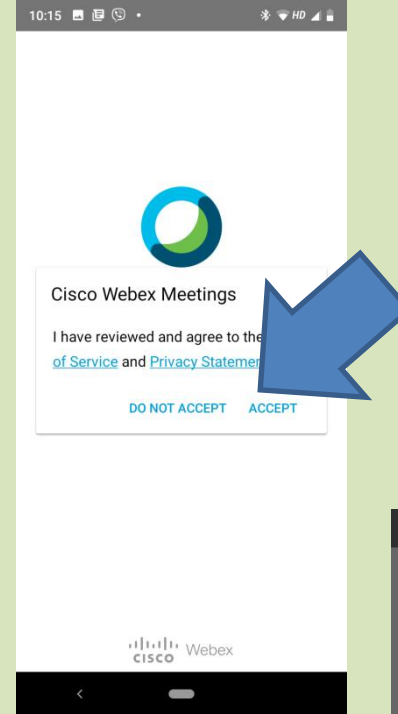 10:15 HD
Cisco Webex Meetings
I have reviewed and agree to the
of Service and Privacy Statemen
DO NOT ACCEPT ACCEPT
CISCO Webex